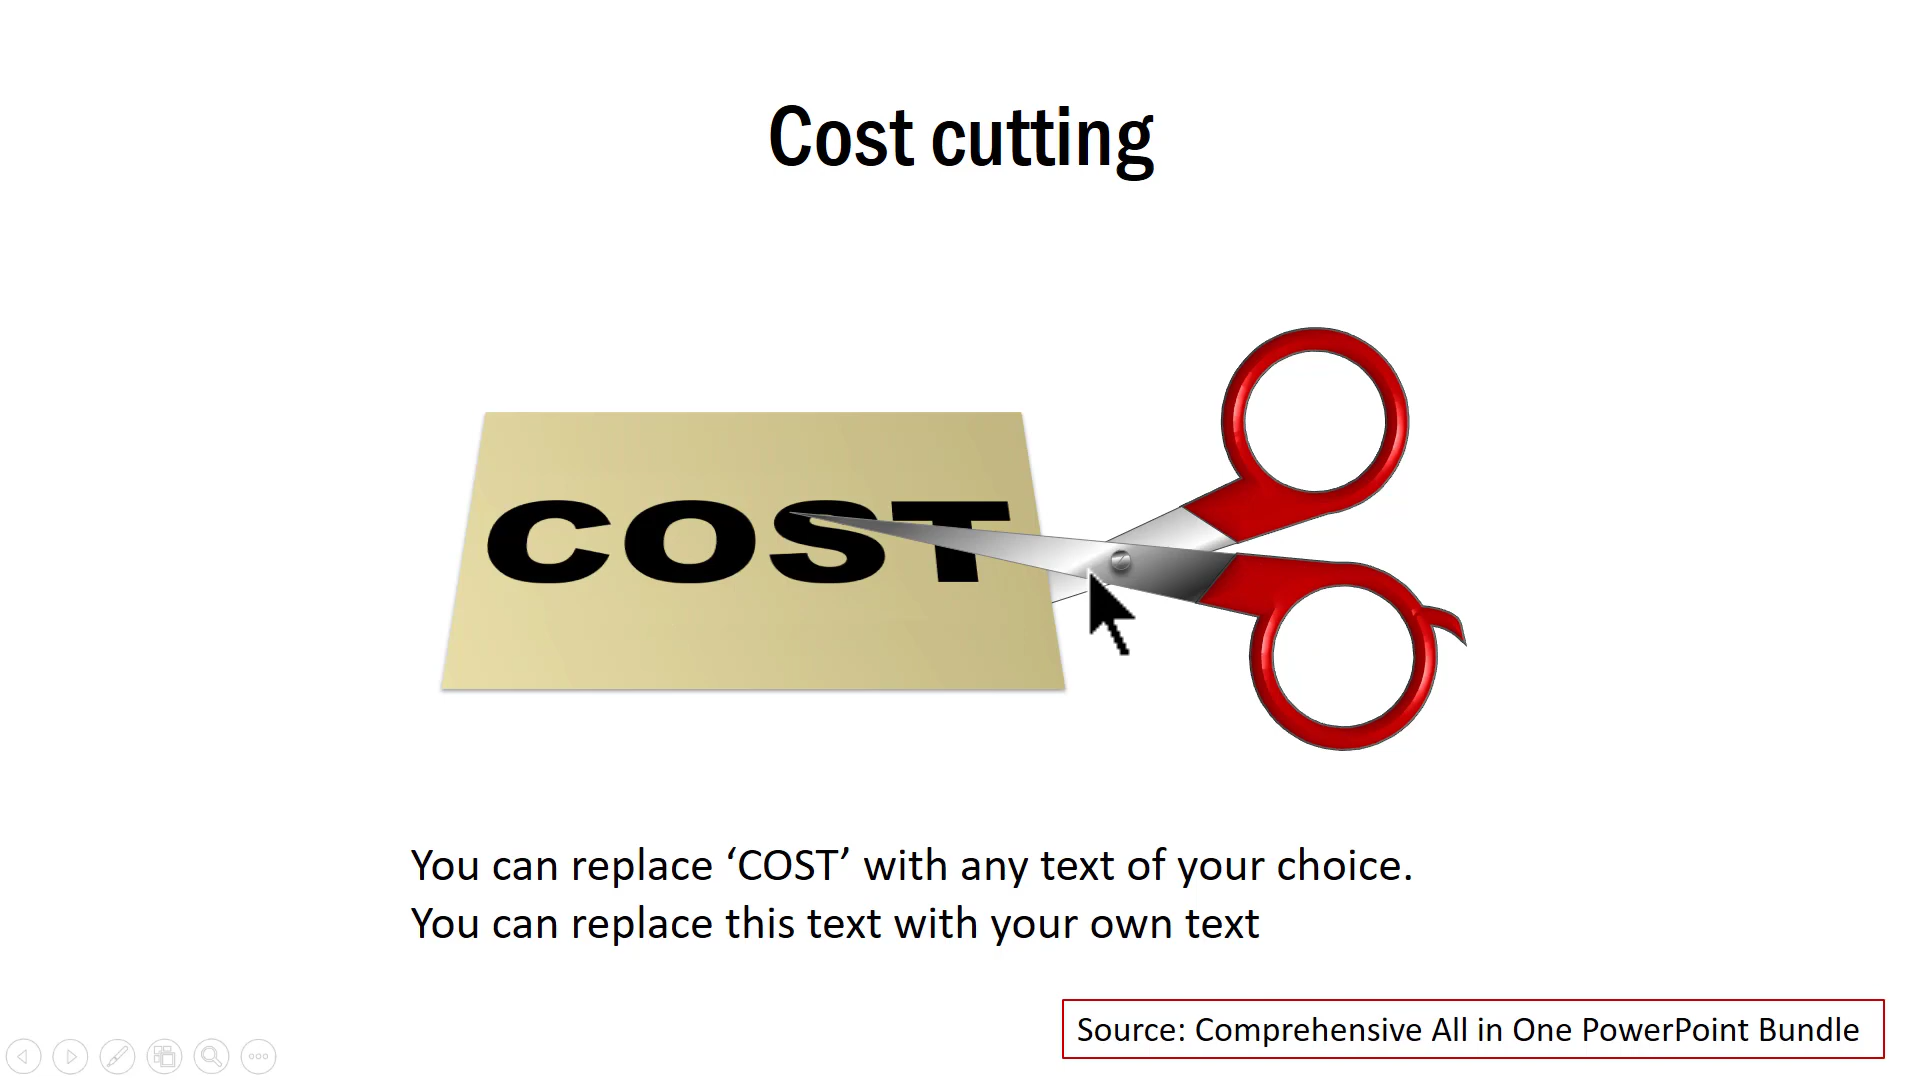 Cost cutting
COST
You can replace ‘COST’ with any text of your choice.
You can replace this text with your own text
Source: Comprehensive All in One PowerPoint Bundle